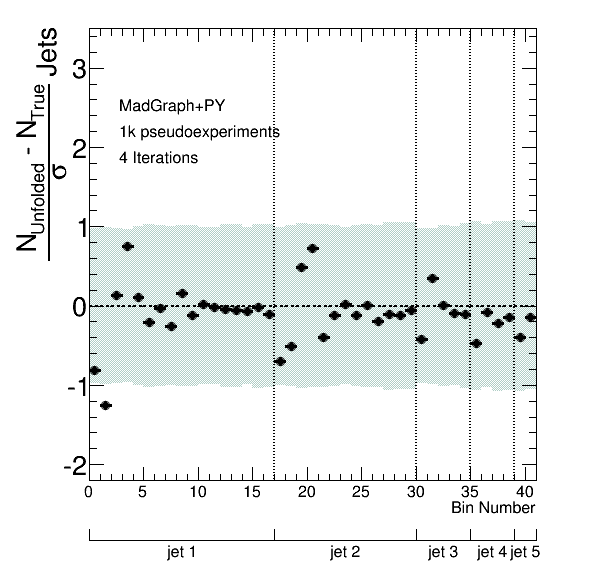 N_Unfolded - N_True
σ
Jets
3
2
1
0
-1
-2
MadGraph+PY
1k pseudoexperiments
4 Iterations
0 5 10 15 20 25 30 35 40
Bin Number
jet 1 jet 2 jet 3 jet 4 jet 5